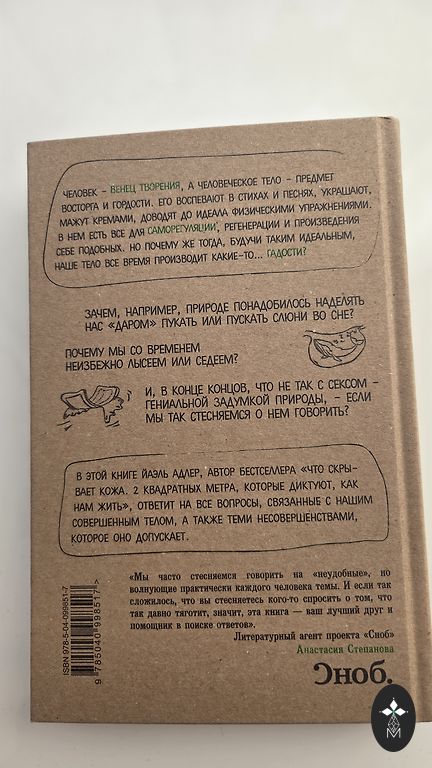 ЧЕЛОВЕК – ВЕНЕЦ ТВОРЕНИЯ, А ЧЕЛОВЕЧЕСКОЕ ТЕЛО – ПРЕДМЕТ
ВОСТОРГА И ГОРДОСТИ. ЕГО ВОСПЕВАЮТ В СТИХАХ И ПЕСНЯХ, УКРАШАЮТ,
МАЖУТ КРЕМАМИ, ДОВОДЯТ ДО ИДЕАЛА ФИЗИЧЕСКИМИ УПРАЖНЕНИЯМИ.
В НЕМ ЕСТЬ ВСЕ ДЛЯ САМОРЕГУЛЯЦИИ, РЕГЕНЕРАЦИИ И ПРОИЗВЕДЕНИЯ
СЕБЕ ПОДОБНЫХ. НО ПОЧЕМУ ЖЕ ТОГДА, БУДУЧИ ТАКИМ ИДЕАЛЬНЫМ,
НАШЕ ТЕЛО ВСЕ ВРЕМЯ ПРОИЗВОДИТ КАКИЕ-ТО... ГАДОСТИ?
ЗАЧЕМ, НАПРИМЕР, ПРИРОДЕ ПОНАДОБИЛОСЬ НАДЕЛЯТЬ
НАС «ДАРОМ» ПУКАТЬ ИЛИ ПУСКАТЬ СЛЮНИ ВО СНЕ?
ПОЧЕМУ МЫ СО ВРЕМЕНЕМ
НЕИЗБЕЖНО ЛЫСЕЕМ ИЛИ СЕДЕЕМ?
И, В КОНЦЕ КОНЦОВ, ЧТО НЕ ТАК С СЕКСОМ –
ГЕНИАЛЬНОЙ ЗАДУМКОЙ ПРИРОДЫ, – ЕСЛИ
МЫ ТАК СТЕСНЯЕМСЯ О НЕМ ГОВОРИТЬ?
В ЭТОЙ КНИГЕ ЙАЭЛЬ АДЛЕР, АВТОР БЕСТСЕЛЛЕРА «ЧТО СКРЫ-
ВАЕТ КОЖА. 2 КВАДРАТНЫХ МЕТРА, КОТОРЫЕ ДИКТУЮТ, КАК
НАМ ЖИТЬ», ОТВЕТИТ НА ВСЕ ВОПРОСЫ, СВЯЗАННЫЕ С НАШИМ
СОВЕРШЕННЫМ ТЕЛОМ, А ТАКЖЕ ТЕМИ НЕСОВЕРШЕНСТВАМИ,
КОТОРОЕ ОНО ДОПУСКАЕТ.
«Мы часто стесняемся говорить на «неудобные», но
волнующие практически каждого человека темы. И если так
сложилось, что вы стесняетесь кого-то спросить о том, что
так давно тяготит, значит, эта книга — ваш лучший друг и
помощник в поиске ответов».
Литературный агент проекта «Сноб»
Анастасия Степанова
Сноб.
ISBN 978-5-04-099851-7
9 785040 998517 >
М